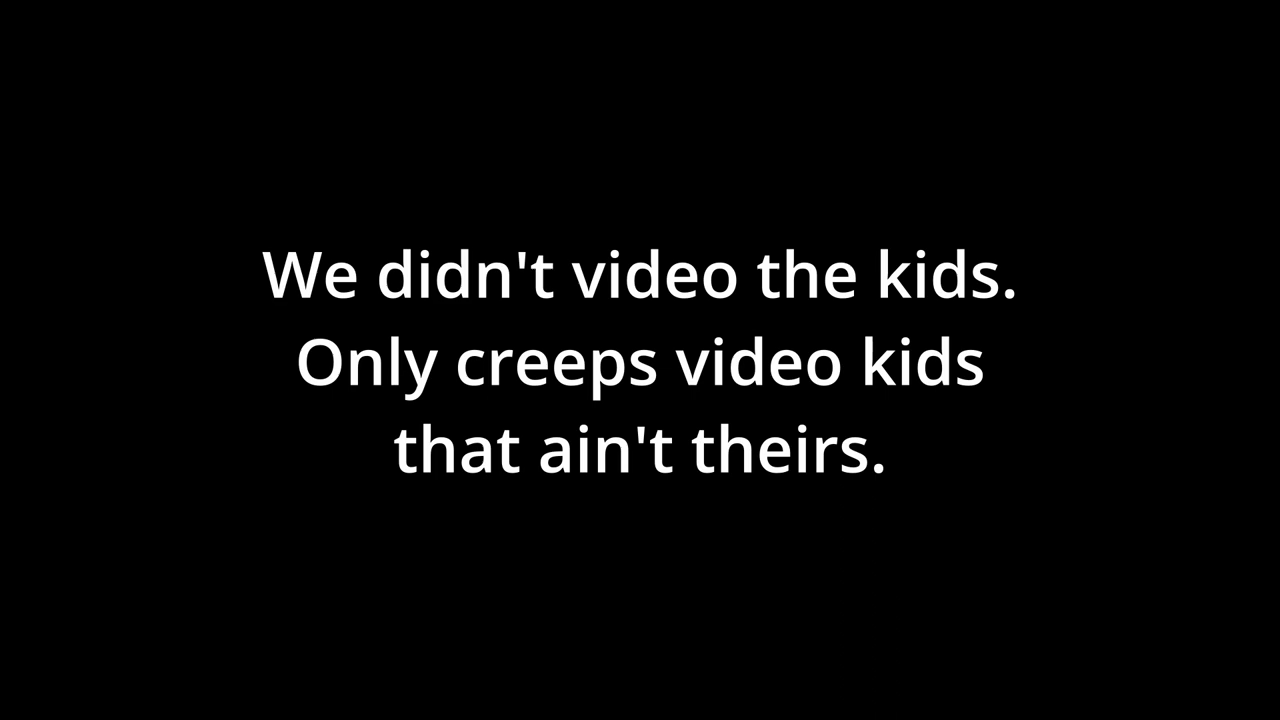 We didn't video the kids.
Only creeps video kids
that ain't theirs.